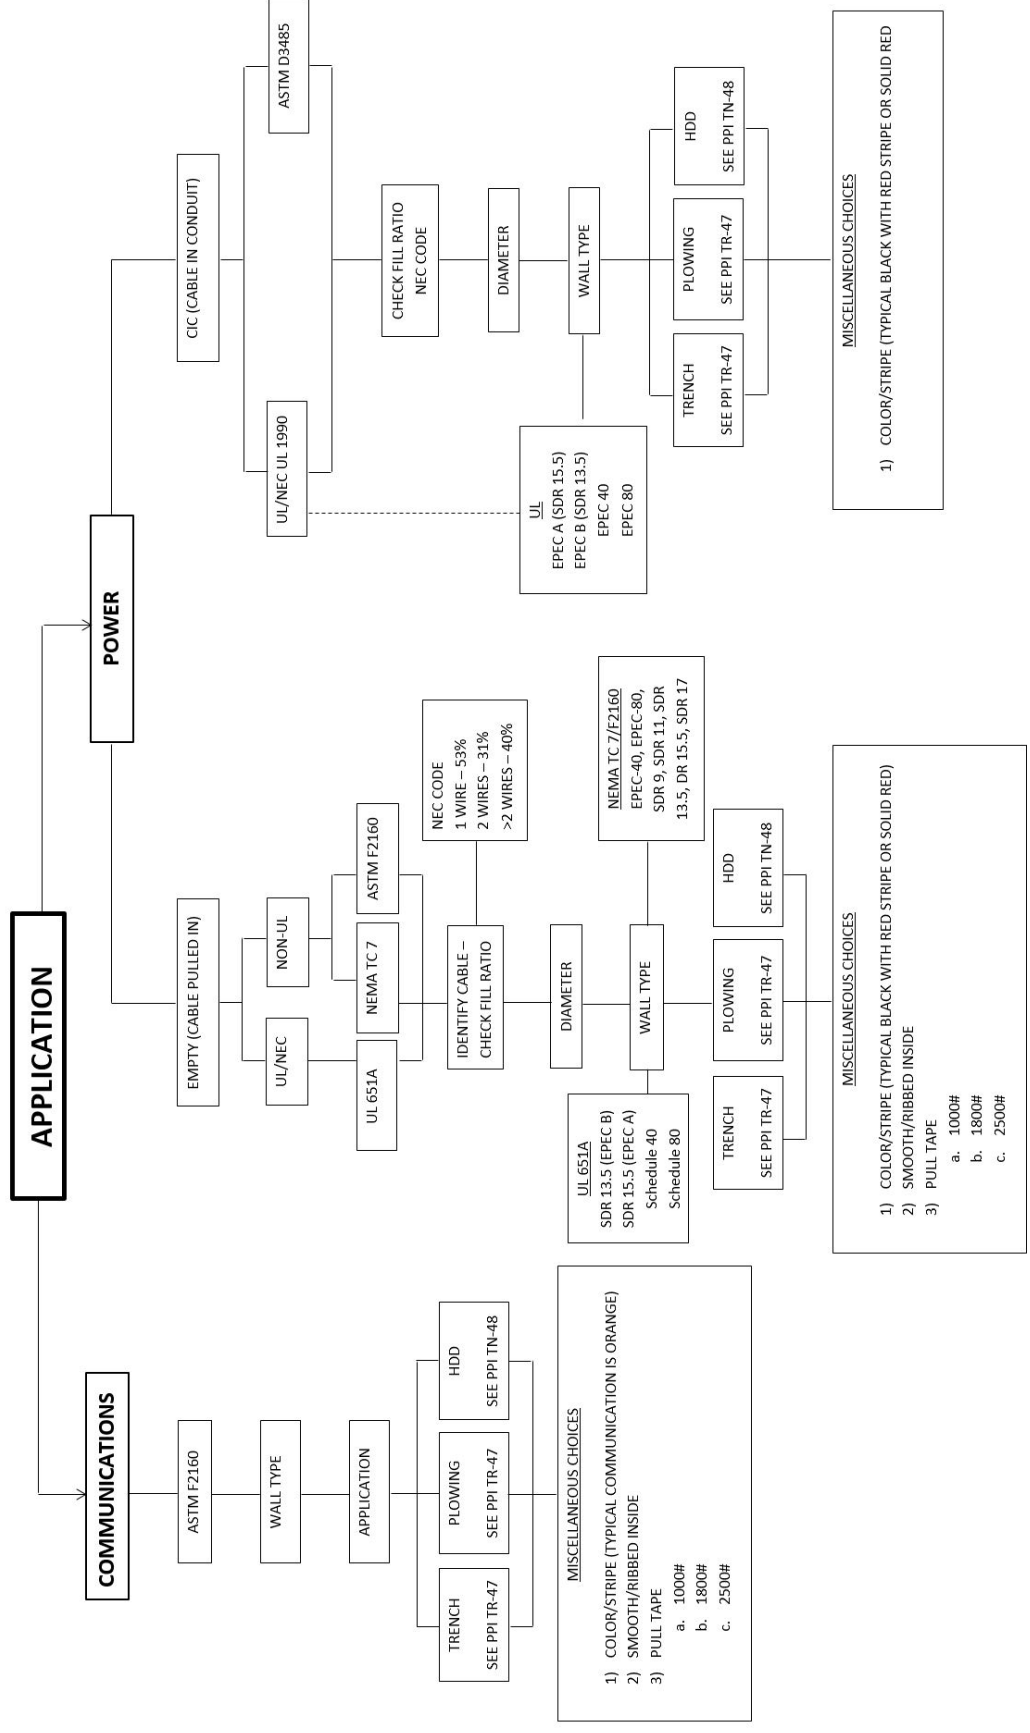 APPLICATION
COMMUNICATIONS
ASTM F2160
WALL TYPE
APPLICATION
TRENCH
SEE PPI TR-47
PLOWING
SEE PPI TR-47
HDD
SEE PPI TN-48
MISCELLANEOUS CHOICES
1) COLOR/STRIPE (TYPICAL COMMUNICATION IS ORANGE)
2) SMOOTH/RIBBED INSIDE
3) PULL TAPE
a. 1000#
b. 1800#
c. 2500#
POWER
EMPTY (CABLE PULLED IN)
UL/NEC
NON-UL
UL 651A
NEMA TC 7
ASTM F2160
IDENTIFY CABLE –
CHECK FILL RATIO
NEC CODE
1 WIRE – 53%
2 WIRES – 31%
>2 WIRES – 40%
DIAMETER
WALL TYPE
UL 651A
SDR 13.5 (EPEC B)
SDR 15.5 (EPEC A)
Schedule 40
Schedule 80
NEMA TC 7/F2160
EPEC-40, EPEC-80,
SDR 9, SDR 11, SDR
13.5, DR 15.5, SDR 17
TRENCH
SEE PPI TR-47
PLOWING
SEE PPI TR-47
HDD
SEE PPI TN-48
MISCELLANEOUS CHOICES
1) COLOR/STRIPE (TYPICAL BLACK WITH RED STRIPE OR SOLID RED)
2) SMOOTH/RIBBED INSIDE
3) PULL TAPE
a. 1000#
b. 1800#
c. 2500#
CIC (CABLE IN CONDUIT)
UL/NEC UL 1990
ASTM D3485
CHECK FILL RATIO
NEC CODE
DIAMETER
WALL TYPE
UL
EPEC A (SDR 15.5)
EPEC B (SDR 13.5)
EPEC 40
EPEC 80
TRENCH
SEE PPI TR-47
PLOWING
SEE PPI TR-47
HDD
SEE PPI TN-48
MISCELLANEOUS CHOICES
1) COLOR/STRIPE (TYPICAL BLACK WITH RED STRIPE OR SOLID RED